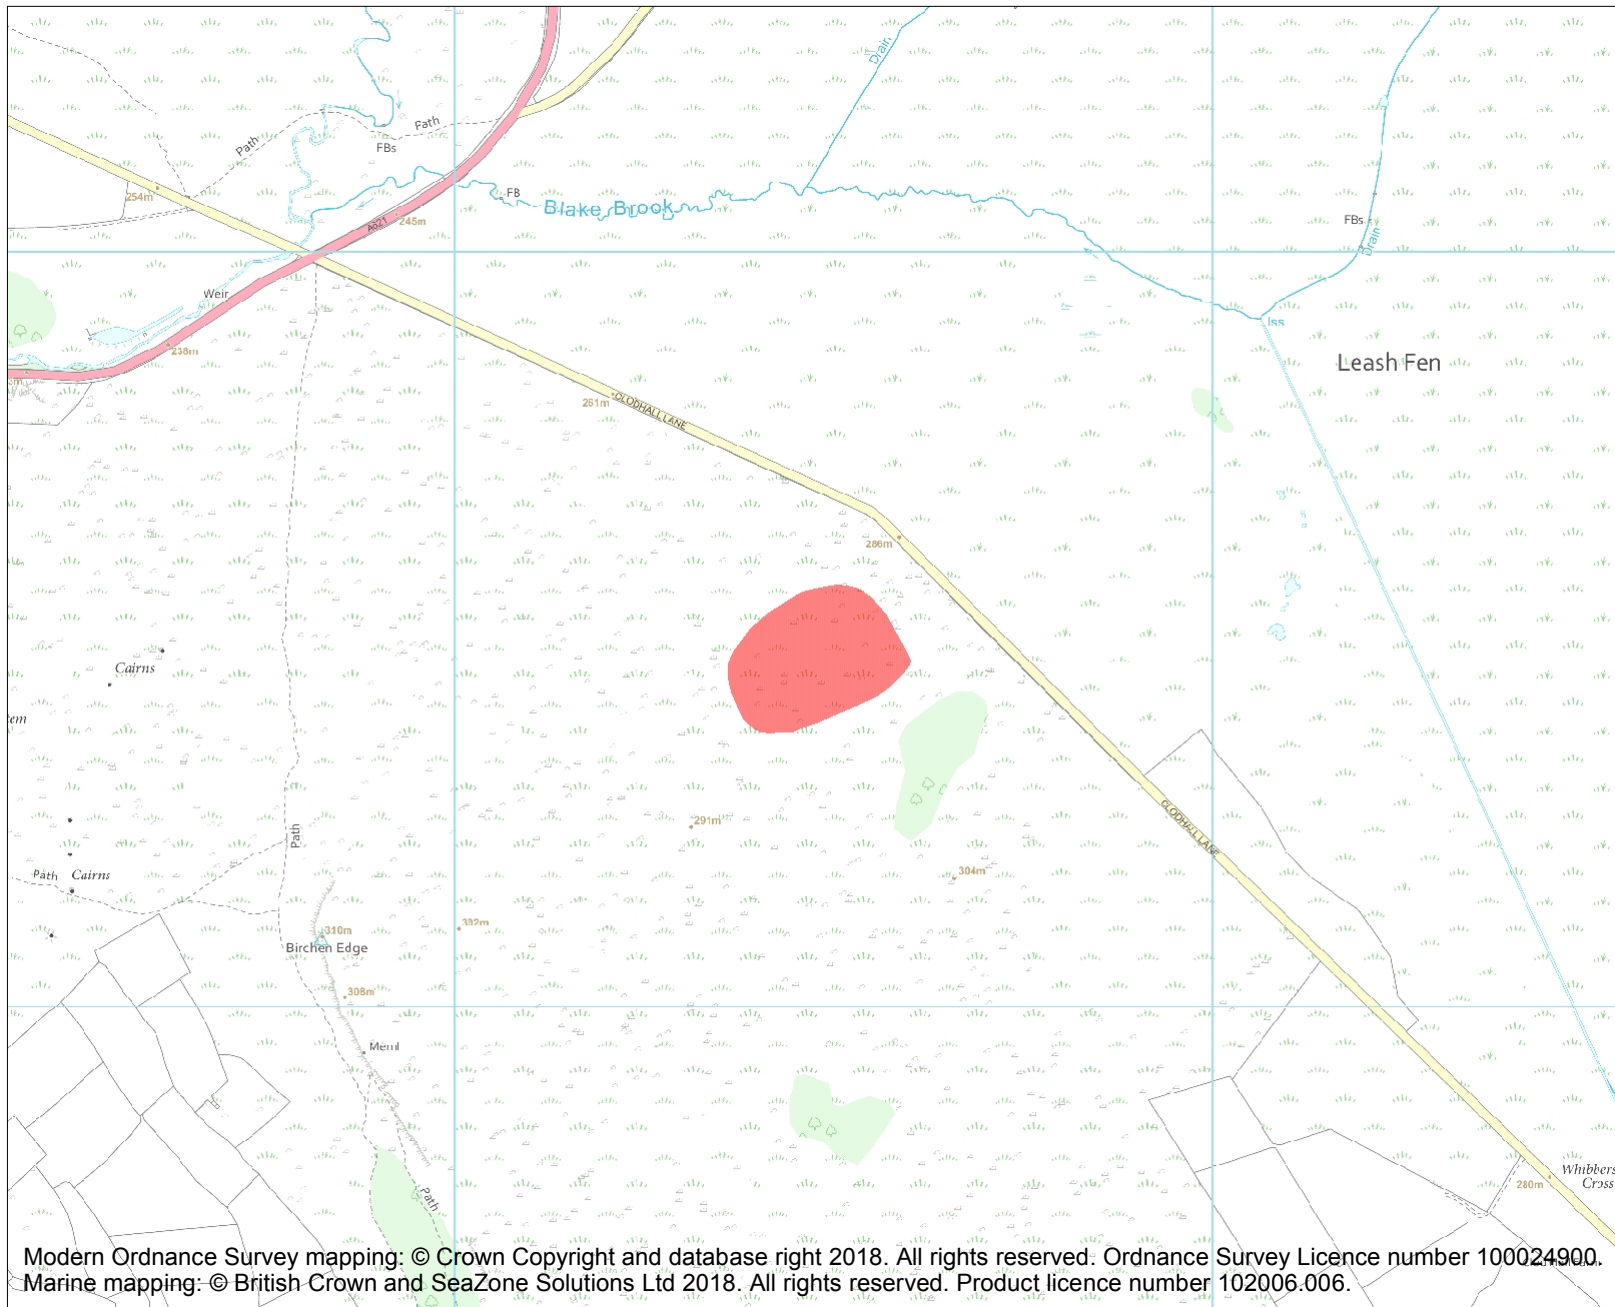 Drain
Path
Path
FBs
254m
FB
Blake Brook
A621
245m
FBs
Drain
Weir
Iss
238m
Leash Fen
3m
261m
CLODHALL LANE
286m
Cairns
291m
Path
CLODHALL LANE
304m
Path
Cairns
302m
310m
Birchen Edge
308m
Meml
Whibbers
Cross
280m
Path
Modern Ordnance Survey mapping: © Crown Copyright and database right 2018. All rights reserved. Ordnance Survey Licence number 100024900.
Marine mapping: © British Crown and SeaZone Solutions Ltd 2018. All rights reserved. Product licence number 102006.006.